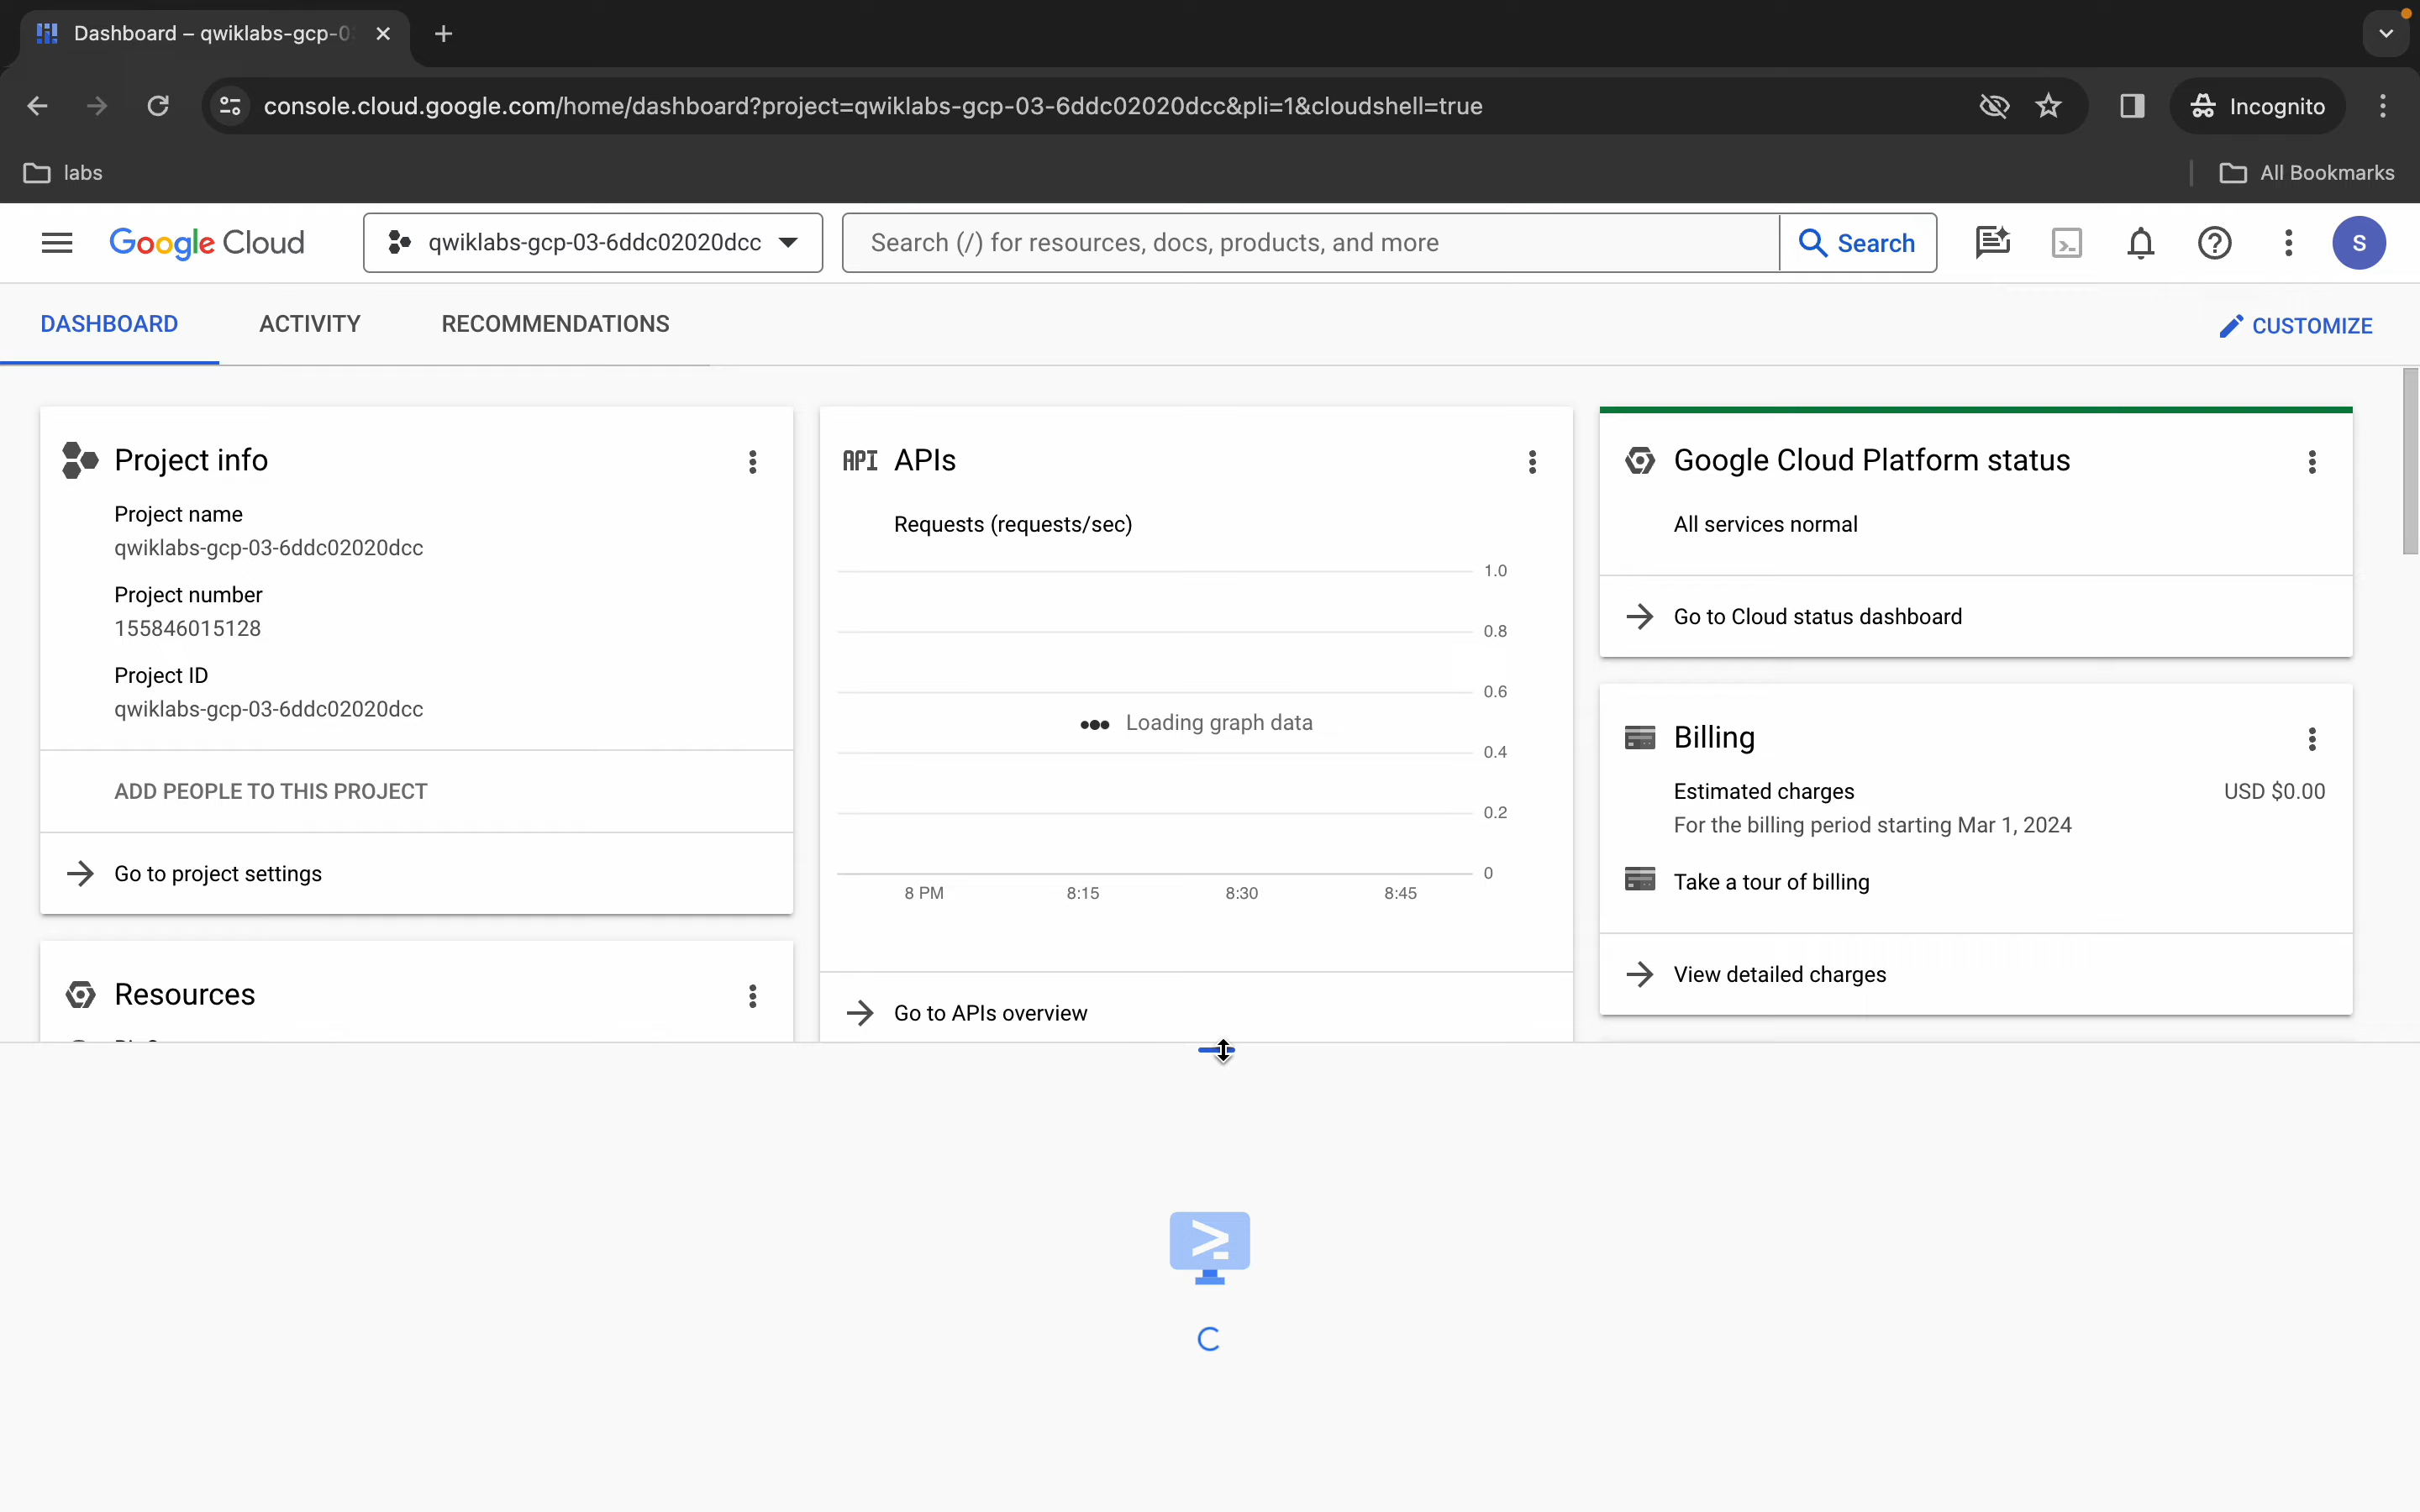 Dashboard – qwiklabs-gcp-0
console.cloud.google.com/home/dashboard?project=qwiklabs-gcp-03-6ddc02020dcc&pli=1&cloudshell=true
Incognito
labs
All Bookmarks
Google Cloud
qwiklabs-gcp-03-6ddc02020dcc
Search (/) for resources, docs, products, and more
Search
S
DASHBOARD
ACTIVITY
RECOMMENDATIONS
CUSTOMIZE
Project info
Project name
qwiklabs-gcp-03-6ddc02020dcc
Project number
155846015128
Project ID
qwiklabs-gcp-03-6ddc02020dcc
ADD PEOPLE TO THIS PROJECT
Go to project settings
Resources
API APIs
Requests (requests/sec)
1.0
0.8
0.6
Loading graph data
0.4
0.2
0
8 PM
8:15
8:30
8:45
Go to APIs overview
Google Cloud Platform status
All services normal
Go to Cloud status dashboard
Billing
Estimated charges
USD $0.00
For the billing period starting Mar 1, 2024
Take a tour of billing
View detailed charges